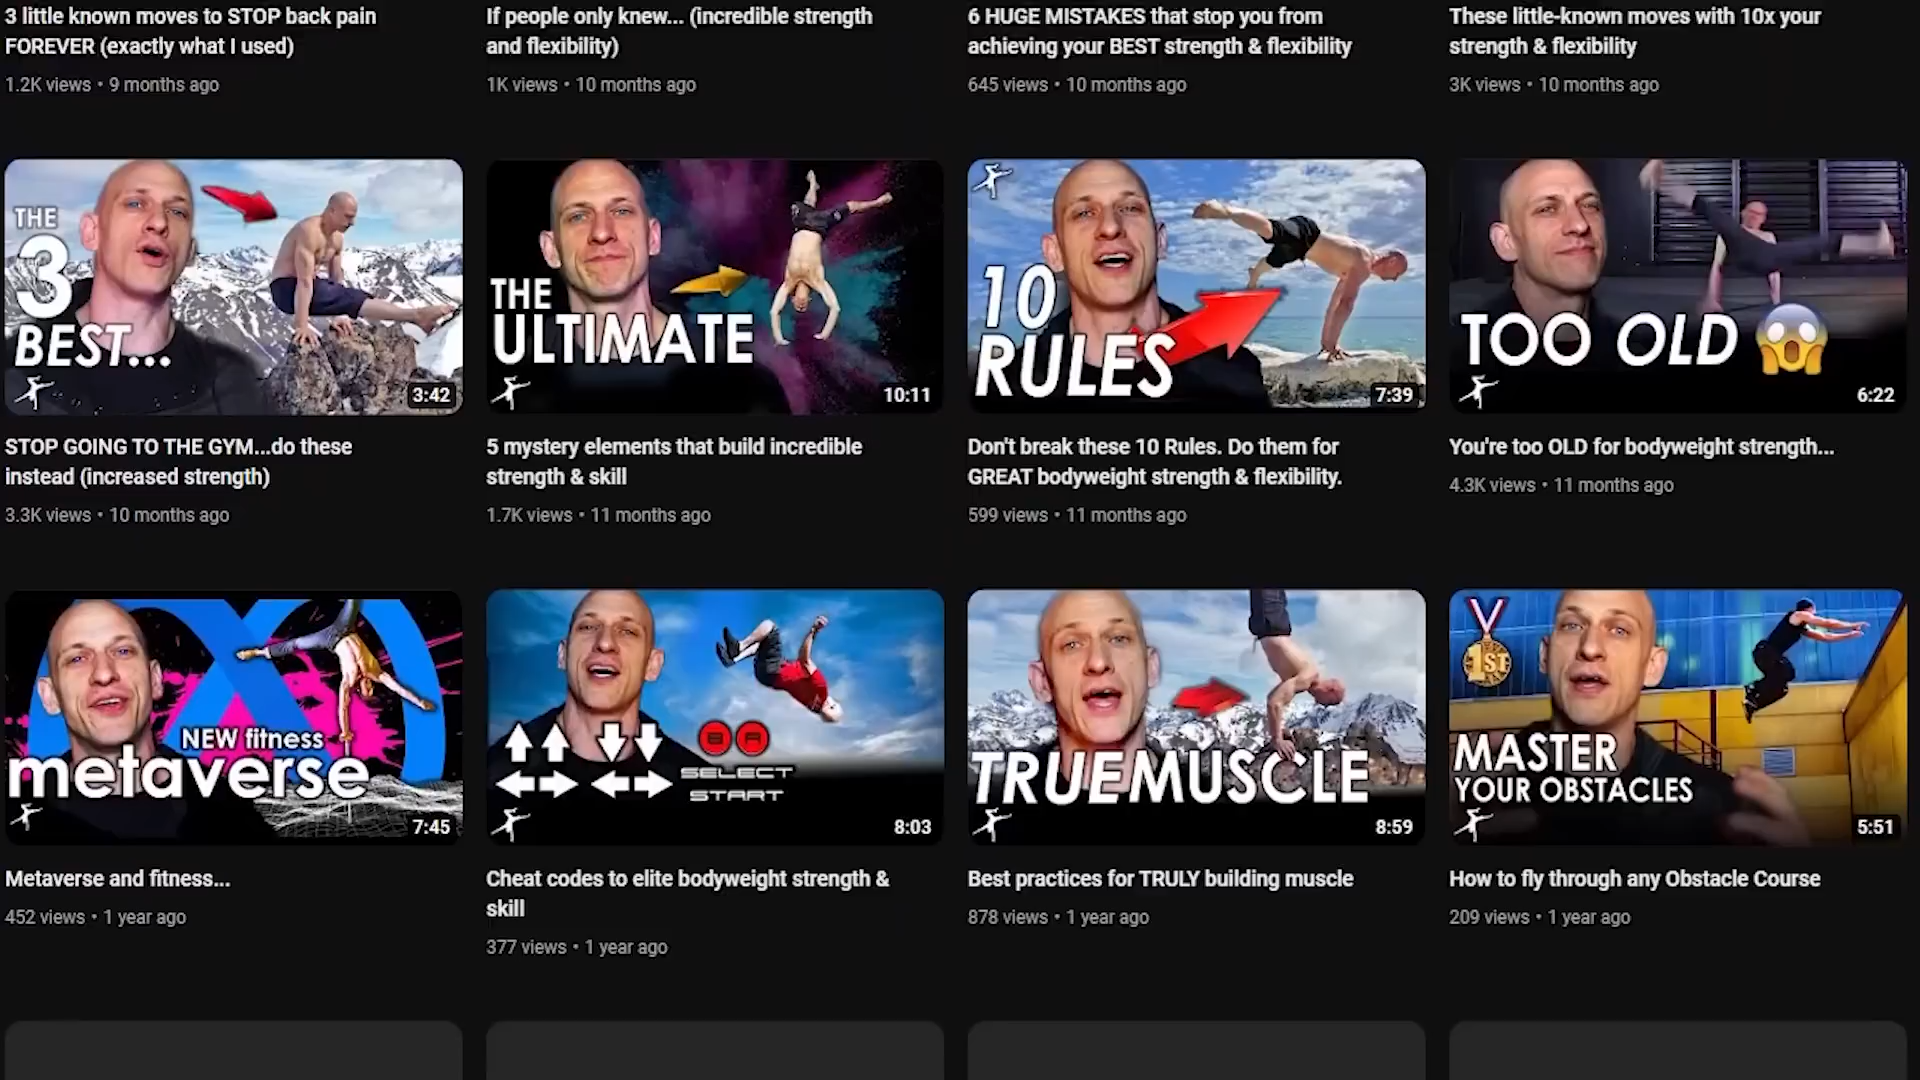 3 little known moves to STOP back pain
FOREVER (exactly what I used)
1.2K views • 9 months ago
If people only knew... (incredible strength
and flexibility)
1K views • 10 months ago
6 HUGE MISTAKES that stop you from
achieving your BEST strength & flexibility
645 views • 10 months ago
These little-known moves with 10x your
strength & flexibility
3K views • 10 months ago
THE
3
BEST...
3:42
STOP GOING TO THE GYM...do these
instead (increased strength)
3.3K views • 10 months ago
THE
ULTIMATE
10:11
5 mystery elements that build incredible
strength & skill
1.7K views • 11 months ago
10
RULES
7:39
Don't break these 10 Rules. Do them for
GREAT bodyweight strength & flexibility.
599 views • 11 months ago
TOO OLD
6:22
You're too OLD for bodyweight strength...
4.3K views • 11 months ago
NEW fitness
metaverse
7:45
Metaverse and fitness...
452 views • 1 year ago
B A
SELECT
START
8:03
Cheat codes to elite bodyweight strength &
skill
377 views • 1 year ago
TRUEMUSCLE
8:59
Best practices for TRULY building muscle
878 views • 1 year ago
1ST
MASTER
YOUR OBSTACLES
5:51
How to fly through any Obstacle Course
209 views • 1 year ago